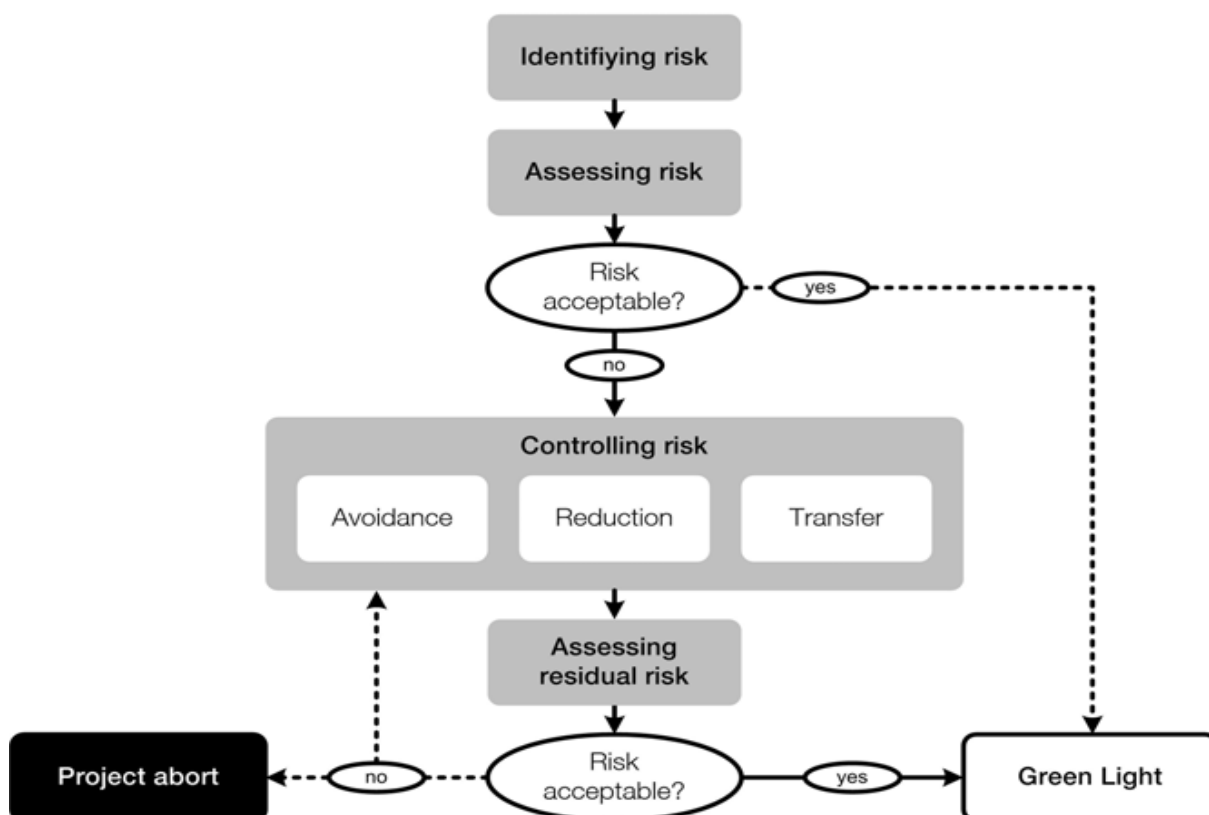 Identifiying risk
Assessing risk
Risk
acceptable?
yes
no
Controlling risk
Avoidance
Reduction
Transfer
Assessing
residual risk
Project abort
no
Risk
acceptable?
yes
Green Light